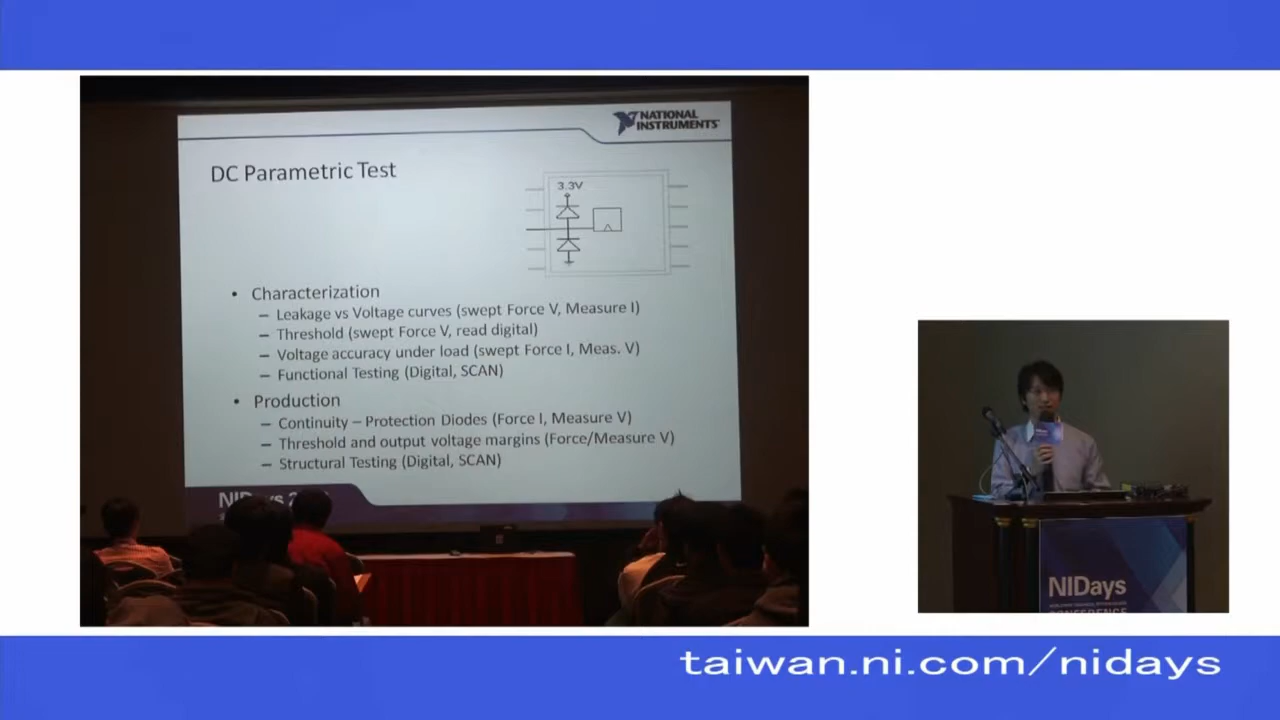 NATIONAL
INSTRUMENTS
DC Parametric Test
3.3V
• Characterization
– Leakage vs Voltage curves (swept Force V, Measure I)
– Threshold (swept Force V, read digital)
– Voltage accuracy under load (swept Force I, Meas. V)
– Functional Testing (Digital, SCAN)
• Production
– Continuity – Protection Diodes (Force I, Measure V)
– Threshold and output voltage margins (Force/Measure V)
– Structural Testing (Digital, SCAN)
NIDays
CONFERENCE
taiwan.ni.com/nidays